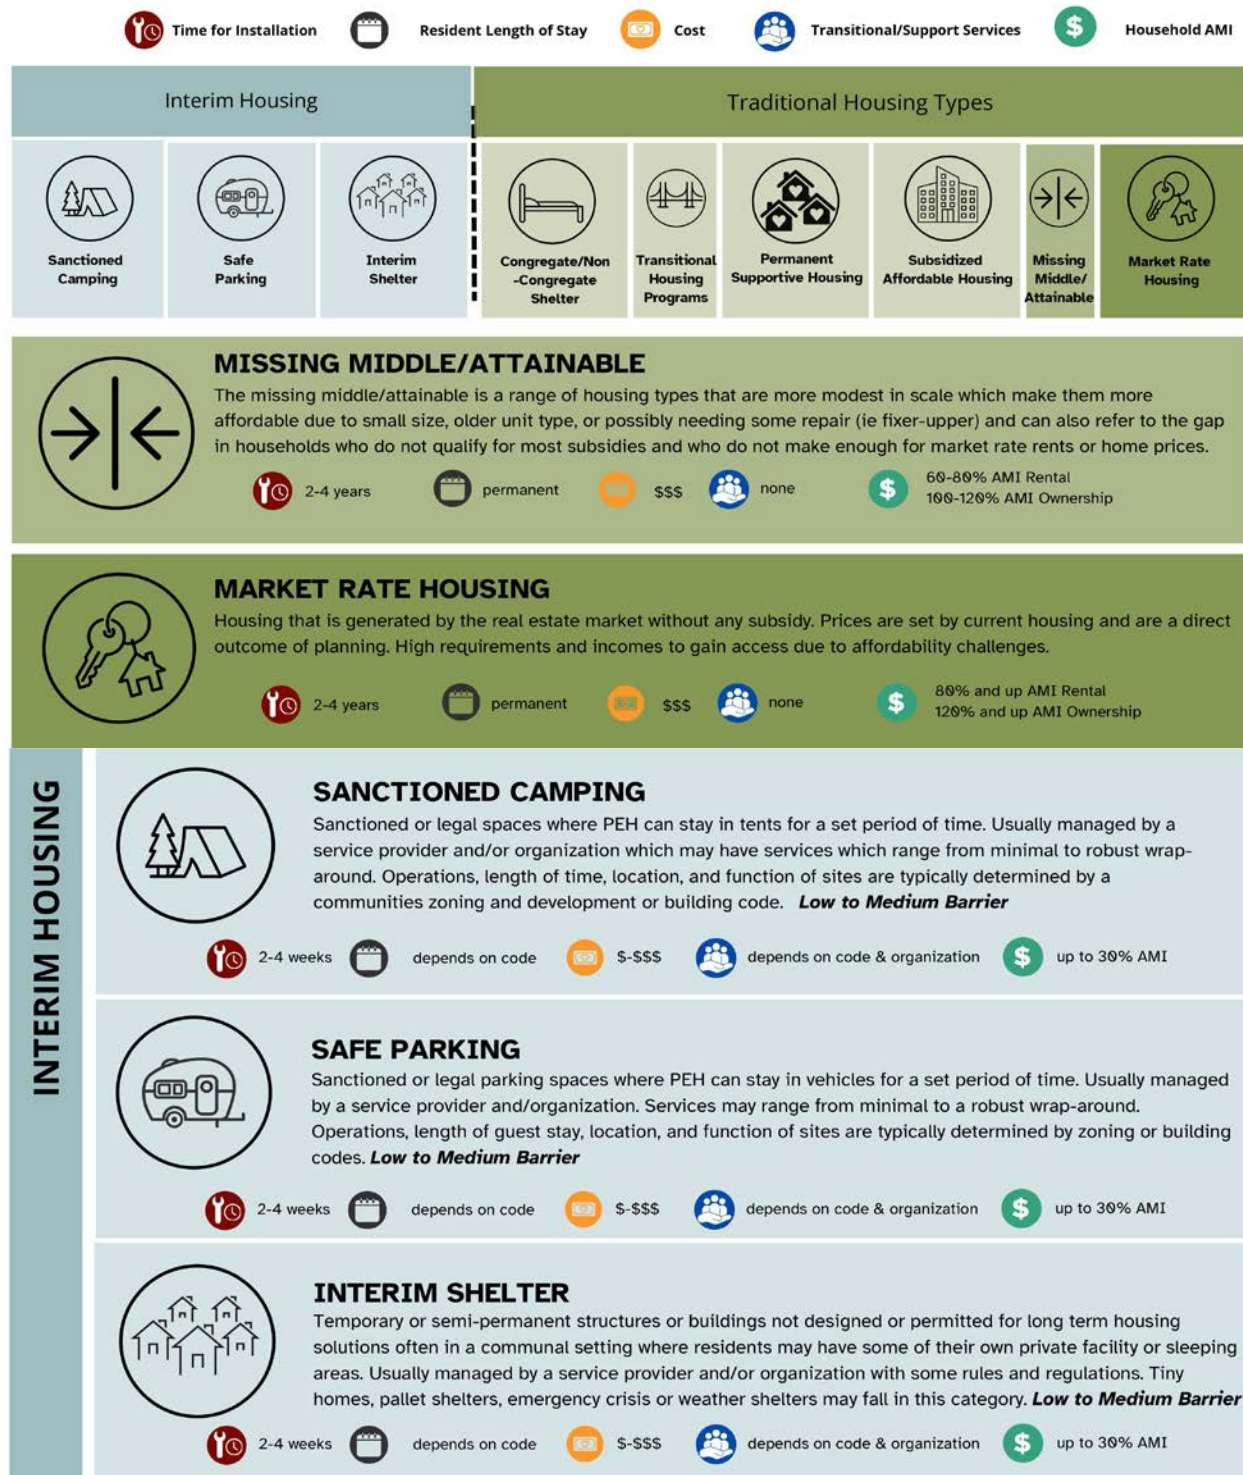 Time for Installation
Resident Length of Stay
Cost
Transitional/Support Services
Household AMI
Interim Housing
Traditional Housing Types
Sanctioned
Camping
Safe
Parking
Interim
Shelter
Congregate/Non
-Congregate
Shelter
Transitional
Housing
Programs
Permanent
Supportive Housing
Subsidized
Affordable Housing
Missing
Middle/
Attainable
Market Rate
Housing
MISSING MIDDLE/ATTAINABLE
The missing middle/attainable is a range of housing types that are more modest in scale which make them more
affordable due to small size, older unit type, or possibly needing some repair (ie fixer-upper) and can also refer to the gap
in households who do not qualify for most subsidies and who do not make enough for market rate rents or home prices.
2-4 years
permanent
$$$
none
$
60-80% AMI Rental
100-120% AMI Ownership
MARKET RATE HOUSING
Housing that is generated by the real estate market without any subsidy. Prices are set by current housing and are a direct
outcome of planning. High requirements and incomes to gain access due to affordability challenges.
2-4 years
permanent
$$$
none
$
80% and up AMI Rental
120% and up AMI Ownership
INTERIM HOUSING
SANCTIONED CAMPING
Sanctioned or legal spaces where PEH can stay in tents for a set period of time. Usually managed by a
service provider and/or organization which may have services which range from minimal to robust wrap-
around. Operations, length of time, location, and function of sites are typically determined by a
communities zoning and development or building code. Low to Medium Barrier
2-4 weeks
depends on code
$-$$$
depends on code & organization
$
up to 30% AMI
SAFE PARKING
Sanctioned or legal parking spaces where PEH can stay in vehicles for a set period of time. Usually managed
by a service provider and/organization. Services may range from minimal to a robust wrap-around.
Operations, length of guest stay, location, and function of sites are typically determined by zoning or building
codes. Low to Medium Barrier
2-4 weeks
depends on code
$-$$$
depends on code & organization
$
up to 30% AMI
INTERIM SHELTER
Temporary or semi-permanent structures or buildings not designed or permitted for long term housing
solutions often in a communal setting where residents may have some of their own private facility or sleeping
areas. Usually managed by a service provider and/or organization with some rules and regulations. Tiny
homes, pallet shelters, emergency crisis or weather shelters may fall in this category. Low to Medium Barrier
2-4 weeks
depends on code
$-$$$
depends on code & organization
$
up to 30% AMI